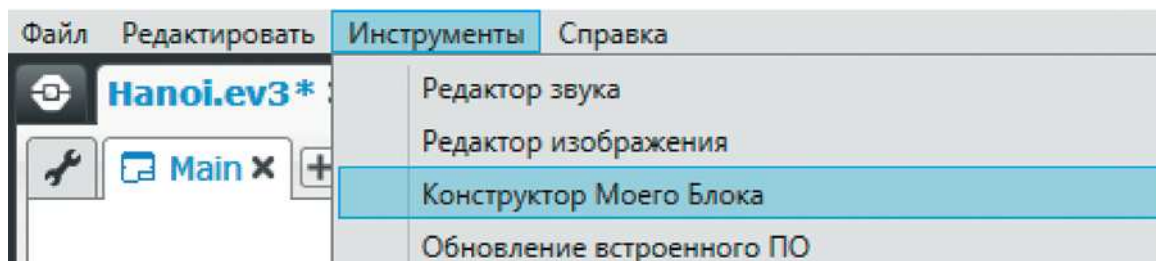 Файл Редактировать Инструменты Справка
Hanoi.ev3*
Редактор звука
Редактор изображения
Main
Конструктор Моего Блока
Обновление встроенного ПО